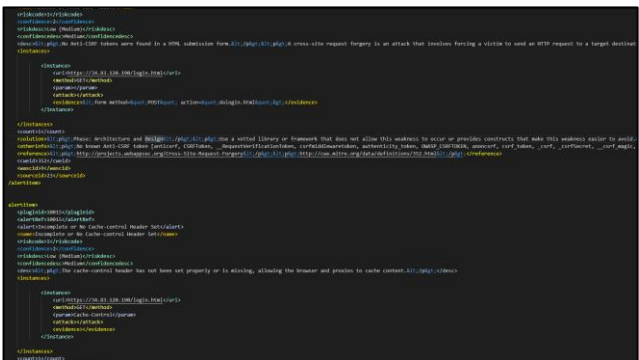 <riskcode>1</riskcode>
<confidence>2</confidence>
<riskdesc>Low (Medium)</riskdesc>
<confidencedesc>Medium</confidencedesc>
<desc>&lt;p&gt;No Anti-CSRF tokens were found in a HTML submission form.&lt;/p&gt;&lt;p&gt;A cross-site request forgery is an attack that involves forcing a victim to send an HTTP request to a target destinat
<instances>
<instance>
<uri>https://34.83.120.190/login.html</uri>
<method>GET</method>
<param></param>
<attack></attack>
<evidence>&lt;form method=&quot;POST&quot; action=&quot;dologin.html&quot;&gt;</evidence>
</instance>
</instances>
<count>1</count>
<solution>&lt;p&gt;Phase: Architecture and Design&lt;/p&gt;&lt;p&gt;Use a vetted library or framework that does not allow this weakness to occur or provides constructs that make this weakness easier to avoid.
<otherinfo>&lt;p&gt;No known Anti-CSRF token [anticsrf, CSRFToken, __RequestVerificationToken, csrfmiddlewaretoken, authenticity_token, OWASP_CSRFTOKEN, anoncsrf, csrf_token, _csrf, _csrfSecret, __csrf_magic,
<reference>&lt;p&gt;http://projects.webappsec.org/Cross-Site-Request-Forgery&lt;/p&gt;&lt;p&gt;http://cwe.mitre.org/data/definitions/352.html&lt;/p&gt;</reference>
<cweid>352</cweid>
<wascid>9</wascid>
<sourceid>3</sourceid>
</alertitem>
<alertitem>
<pluginid>10015</pluginid>
<alertRef>10015</alertRef>
<alert>Incomplete or No Cache-control Header Set</alert>
<name>Incomplete or No Cache-control Header Set</name>
<riskcode>1</riskcode>
<confidence>2</confidence>
<riskdesc>Low (Medium)</riskdesc>
<confidencedesc>Medium</confidencedesc>
<desc>&lt;p&gt;The cache-control header has not been set properly or is missing, allowing the browser and proxies to cache content.&lt;/p&gt;</desc>
<instances>
<instance>
<uri>https://34.83.120.190/login.html</uri>
<method>GET</method>
<param>Cache-Control</param>
<attack></attack>
<evidence></evidence>
</instance>
</instances>
<count>1</count>